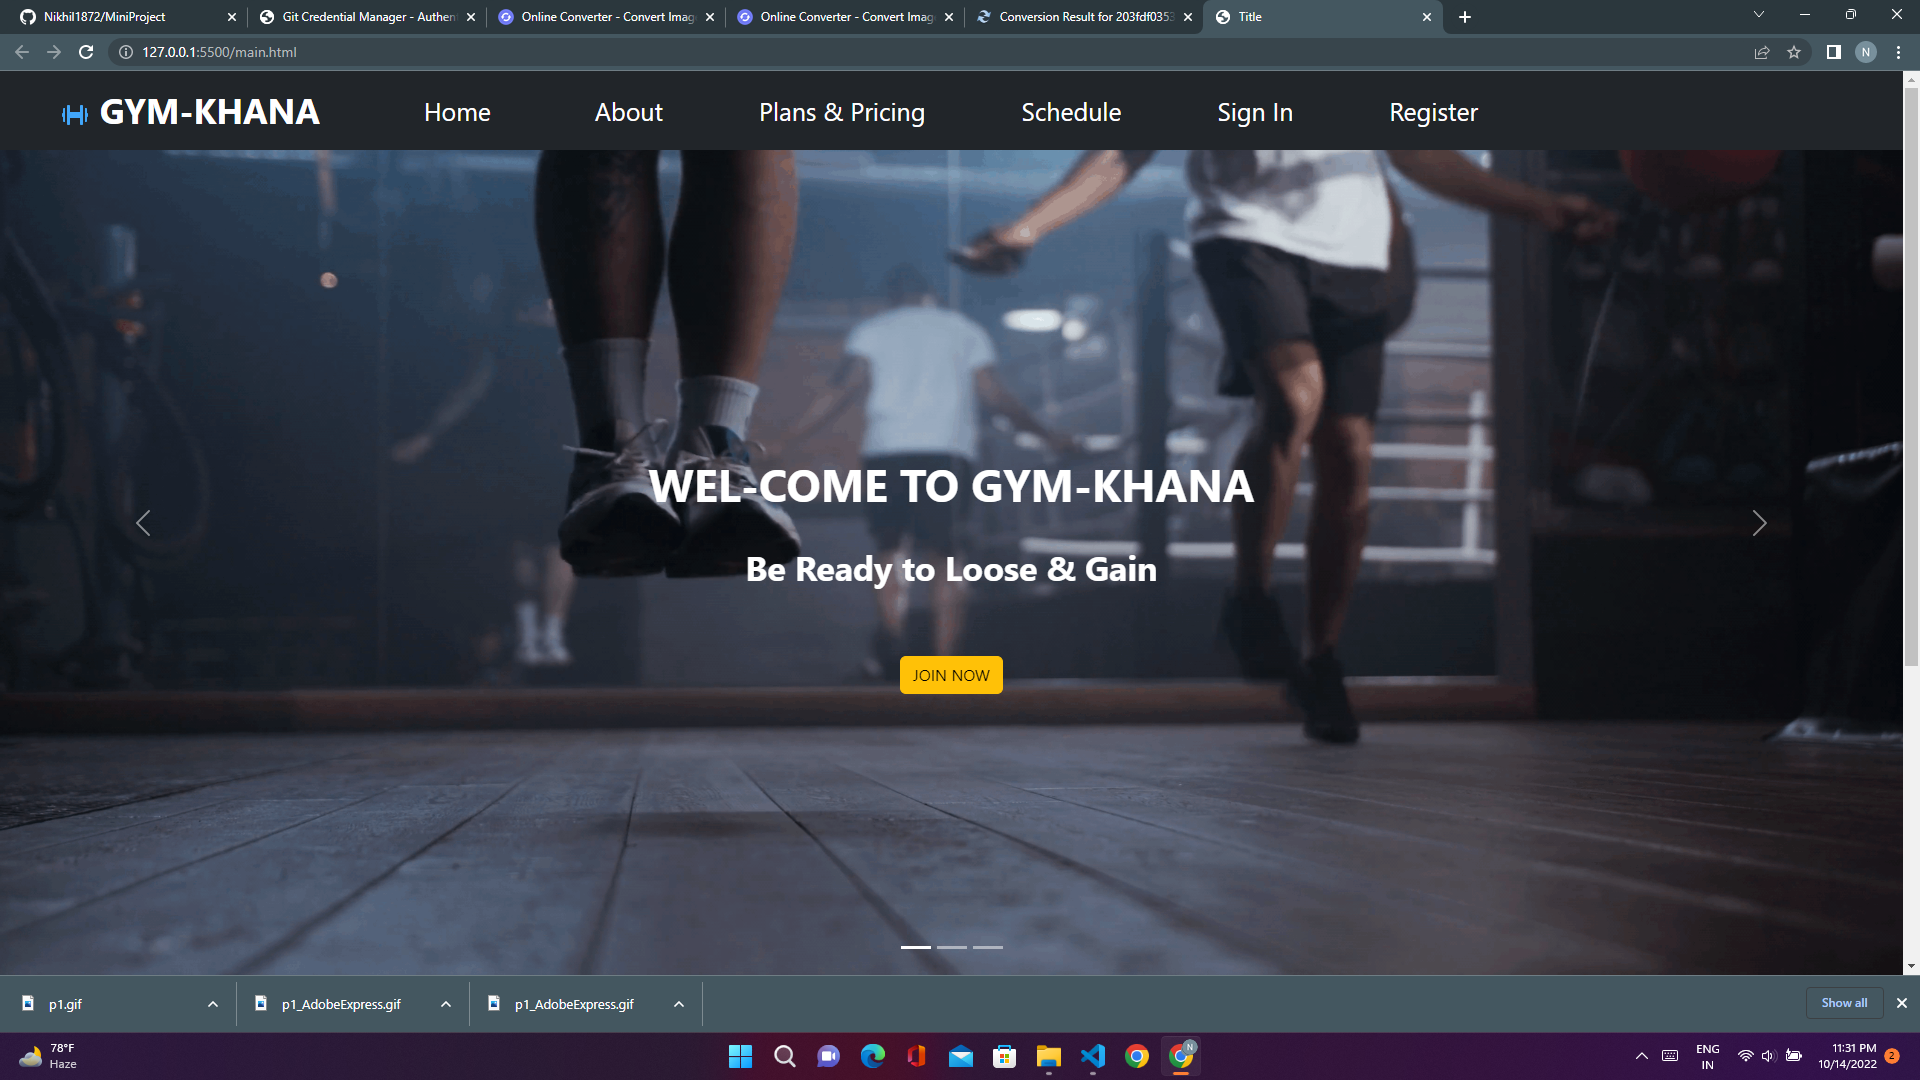 Nikhil1872/MiniProject
Git Credential Manager - Authen
Online Converter - Convert Imag
Online Converter - Convert Imag
Conversion Result for 203fdf0353
Title
127.0.0.1:5500/main.html
N
GYM-KHANA
Home
About
Plans & Pricing
Schedule
Sign In
Register
WEL-COME TO GYM-KHANA
Be Ready to Loose & Gain
JOIN NOW
p1.gif
p1_AdobeExpress.gif
p1_AdobeExpress.gif
Show all
78°F
Haze
N
ENG
IN
11:31 PM
10/14/2022
2